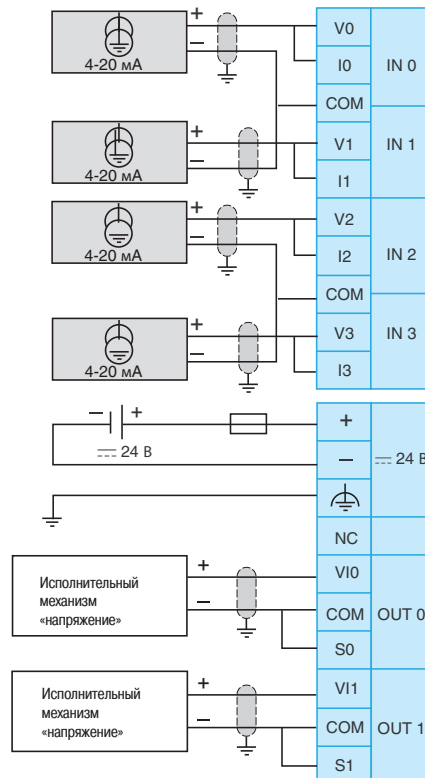 +
−
4-20 мА
V0
I0
IN 0
COM
+
−
4-20 мА
V1
I1
IN 1
+
−
4-20 мА
V2
I2
IN 2
COM
+
−
4-20 мА
V3
I3
IN 3
− +
24 В
+
−
24 В
NC
Исполнительный
механизм
«напряжение»
+
−
VI0
COM
S0
OUT 0
Исполнительный
механизм
«напряжение»
+
−
VI1
COM
S1
OUT 1